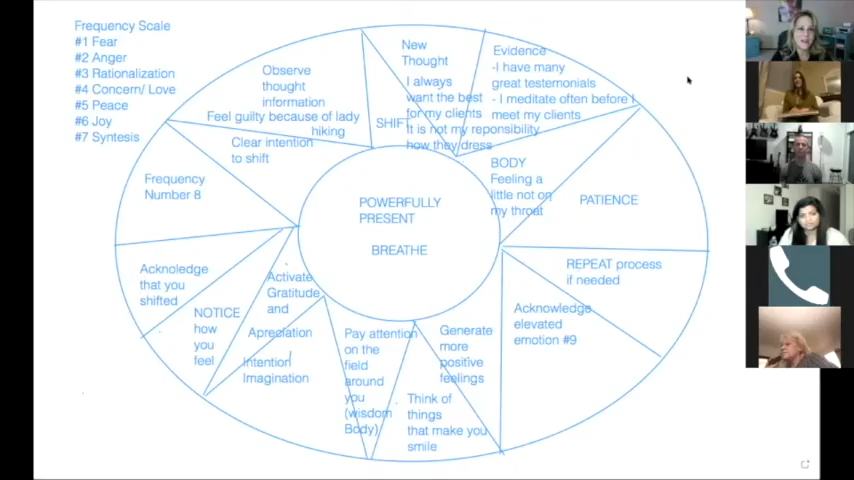 Frequency Scale
#1 Fear
#2 Anger
#3 Rationalization
#4 Concern/ Love
#5 Peace
#6 Joy
#7 Syntesis
Observe
thought
information
Feel guilty because of lady
hiking
Clear intention
to shift
SHIFT
New
Thought
I always
want the best
for my clients
It is not my reponsibility
how they dress
Evidence
-I have many
great testemonials
- I meditate often before I
meet my clients
BODY
Feeling a
little not on
my throat
PATIENCE
REPEAT process
if needed
Acknowledge
elevated
emotion #9
Generate
more
positive
feelings
Think of
things
that make you
smile
Pay attention
on the
field
around
you
(wisdom
Body)
Activate
Gratitude
and
Apreciation
Intention
Imagination
NOTICE
how
you
feel
Acknoledge
that you
shifted
Frequency
Number 8
POWERFULLY
PRESENT
BREATHE